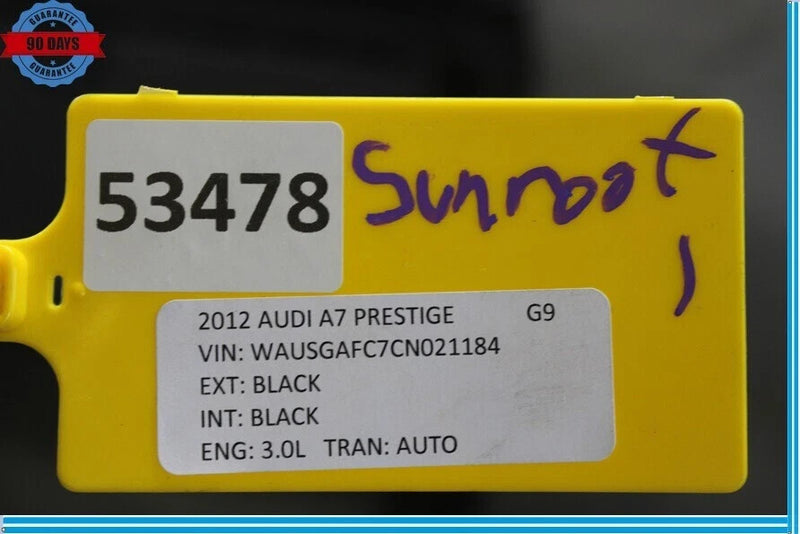 GUARANTEE
90 DAYS
GUARANTEE
53478
Sunroof
1
2012 AUDI A7 PRESTIGE G9
VIN: WAUSGAFC7CN021184
EXT: BLACK
INT: BLACK
ENG: 3.0L TRAN: AUTO